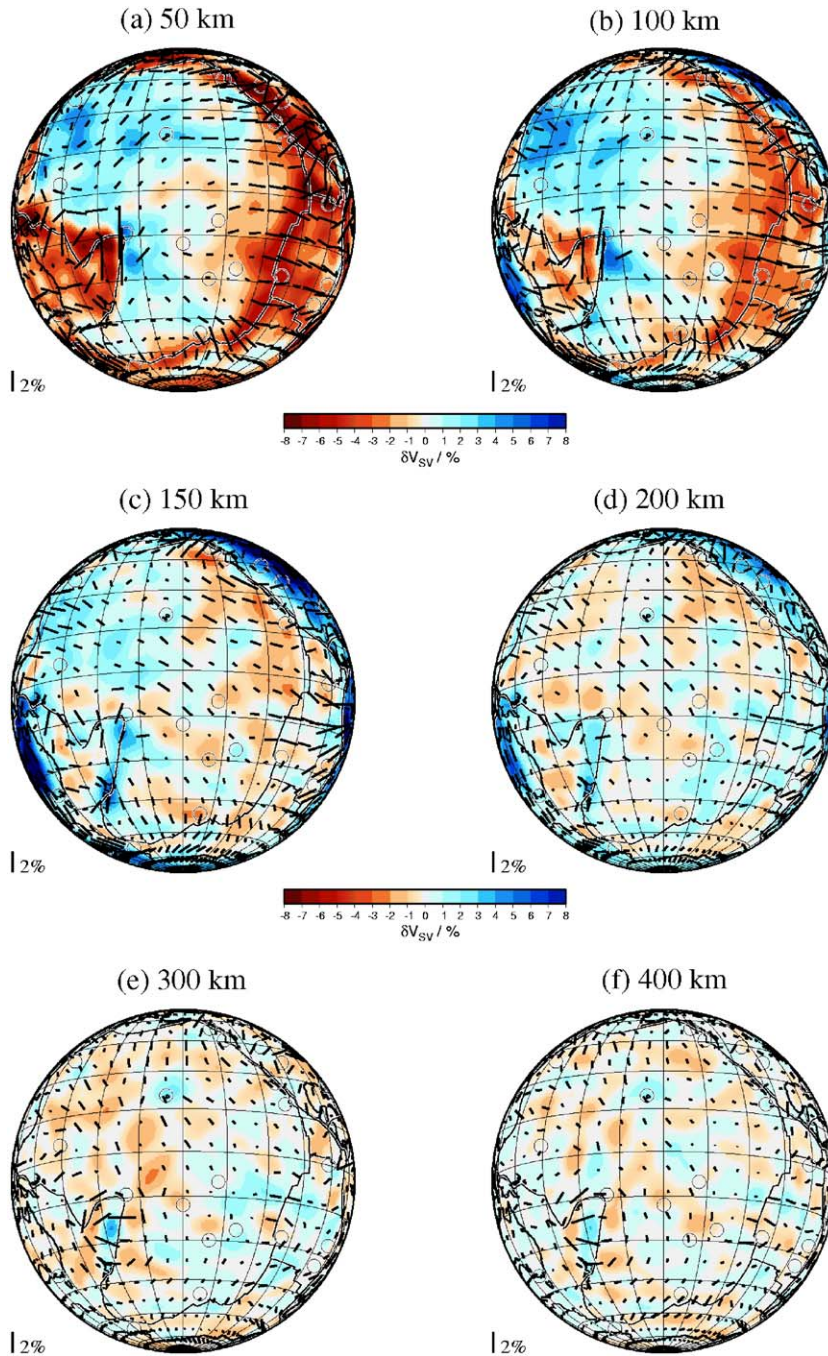 (a) 50 km
(b) 100 km
2%
2%
-8 -7 -6 -5 -4 -3 -2 -1 0 1 2 3 4 5 6 7 8
δV_SV / %
(c) 150 km
(d) 200 km
2%
2%
-8 -7 -6 -5 -4 -3 -2 -1 0 1 2 3 4 5 6 7 8
δV_SV / %
(e) 300 km
(f) 400 km
2%
2%